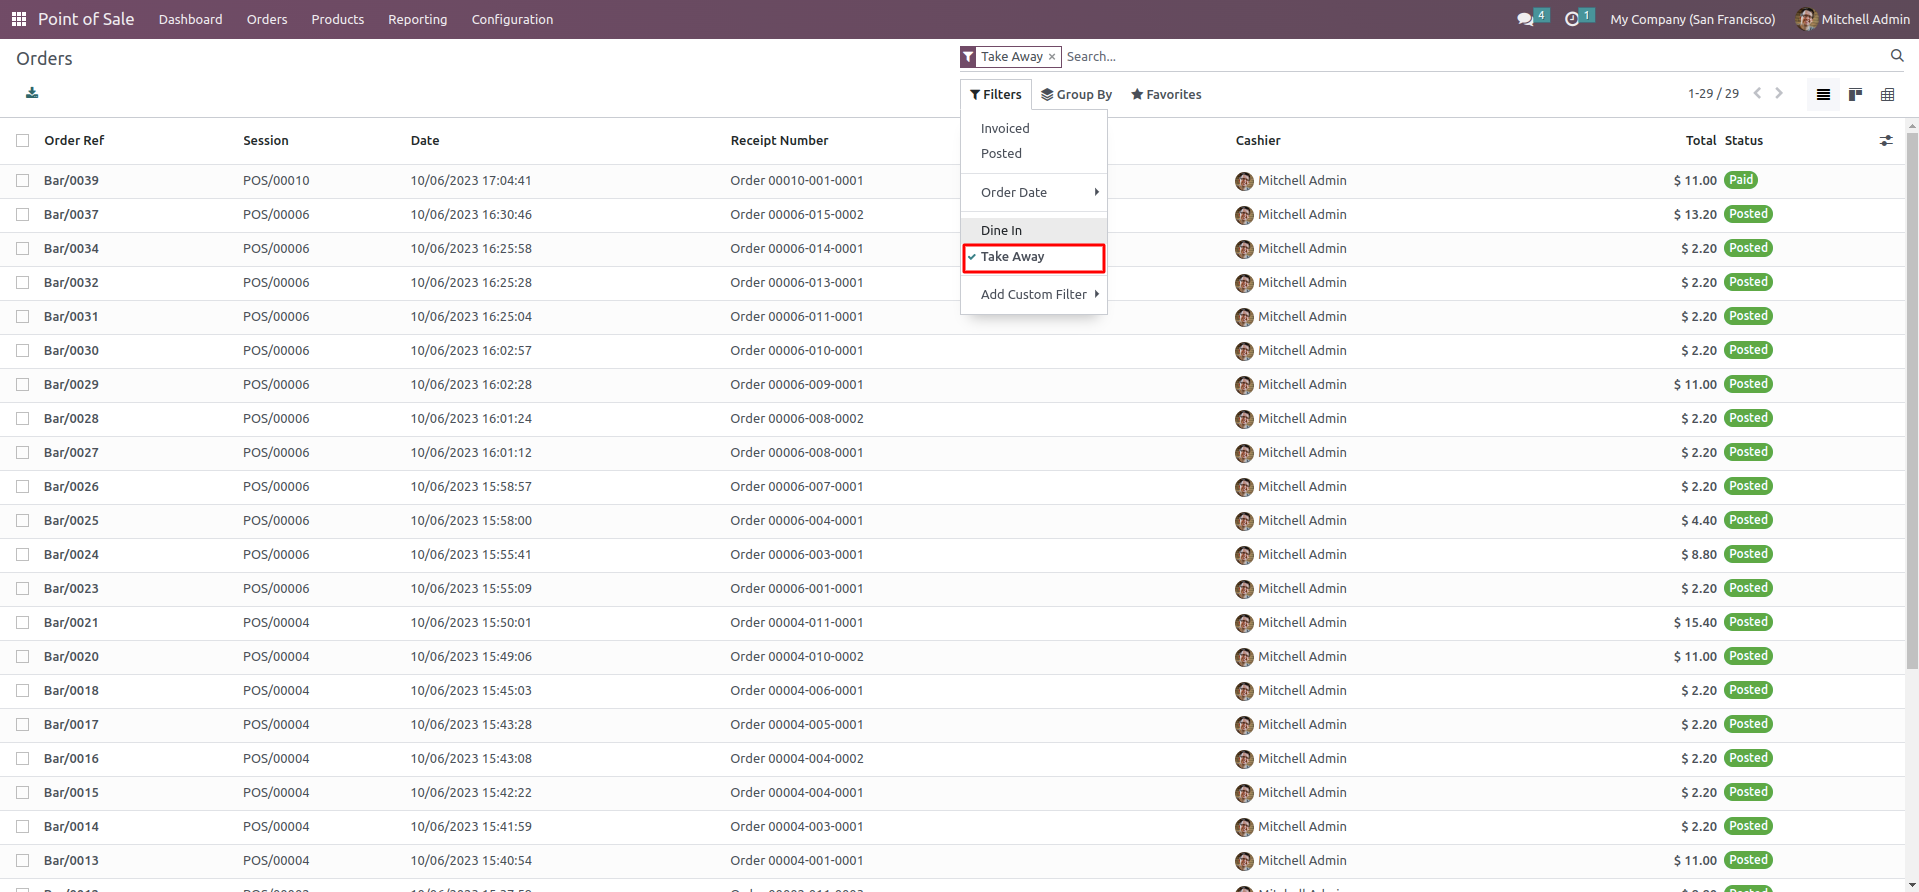 Point of Sale Dashboard Orders Products Reporting Configuration 4 1 My Company (San Francisco) Mitchell Admin
Orders Take Away × Search...
Filters Group By Favorites 1-29 / 29
Invoiced
Posted
Order Date
Dine In
Take Away
Add Custom Filter
Order Ref Session Date Receipt Number Cashier Total Status
Bar/0039 POS/00010 10/06/2023 17:04:41 Order 00010-001-0001 Mitchell Admin $ 11.00 Paid
Bar/0037 POS/00006 10/06/2023 16:30:46 Order 00006-015-0002 Mitchell Admin $ 13.20 Posted
Bar/0034 POS/00006 10/06/2023 16:25:58 Order 00006-014-0001 Mitchell Admin $ 2.20 Posted
Bar/0032 POS/00006 10/06/2023 16:25:28 Order 00006-013-0001 Mitchell Admin $ 2.20 Posted
Bar/0031 POS/00006 10/06/2023 16:25:04 Order 00006-011-0001 Mitchell Admin $ 2.20 Posted
Bar/0030 POS/00006 10/06/2023 16:02:57 Order 00006-010-0001 Mitchell Admin $ 2.20 Posted
Bar/0029 POS/00006 10/06/2023 16:02:28 Order 00006-009-0001 Mitchell Admin $ 11.00 Posted
Bar/0028 POS/00006 10/06/2023 16:01:24 Order 00006-008-0002 Mitchell Admin $ 2.20 Posted
Bar/0027 POS/00006 10/06/2023 16:01:12 Order 00006-008-0001 Mitchell Admin $ 2.20 Posted
Bar/0026 POS/00006 10/06/2023 15:58:57 Order 00006-007-0001 Mitchell Admin $ 2.20 Posted
Bar/0025 POS/00006 10/06/2023 15:58:00 Order 00006-004-0001 Mitchell Admin $ 4.40 Posted
Bar/0024 POS/00006 10/06/2023 15:55:41 Order 00006-003-0001 Mitchell Admin $ 8.80 Posted
Bar/0023 POS/00006 10/06/2023 15:55:09 Order 00006-001-0001 Mitchell Admin $ 2.20 Posted
Bar/0021 POS/00004 10/06/2023 15:50:01 Order 00004-011-0001 Mitchell Admin $ 15.40 Posted
Bar/0020 POS/00004 10/06/2023 15:49:06 Order 00004-010-0002 Mitchell Admin $ 11.00 Posted
Bar/0018 POS/00004 10/06/2023 15:45:03 Order 00004-006-0001 Mitchell Admin $ 2.20 Posted
Bar/0017 POS/00004 10/06/2023 15:43:28 Order 00004-005-0001 Mitchell Admin $ 2.20 Posted
Bar/0016 POS/00004 10/06/2023 15:43:08 Order 00004-004-0002 Mitchell Admin $ 2.20 Posted
Bar/0015 POS/00004 10/06/2023 15:42:22 Order 00004-004-0001 Mitchell Admin $ 2.20 Posted
Bar/0014 POS/00004 10/06/2023 15:41:59 Order 00004-003-0001 Mitchell Admin $ 2.20 Posted
Bar/0013 POS/00004 10/06/2023 15:40:54 Order 00004-001-0001 Mitchell Admin $ 11.00 Posted